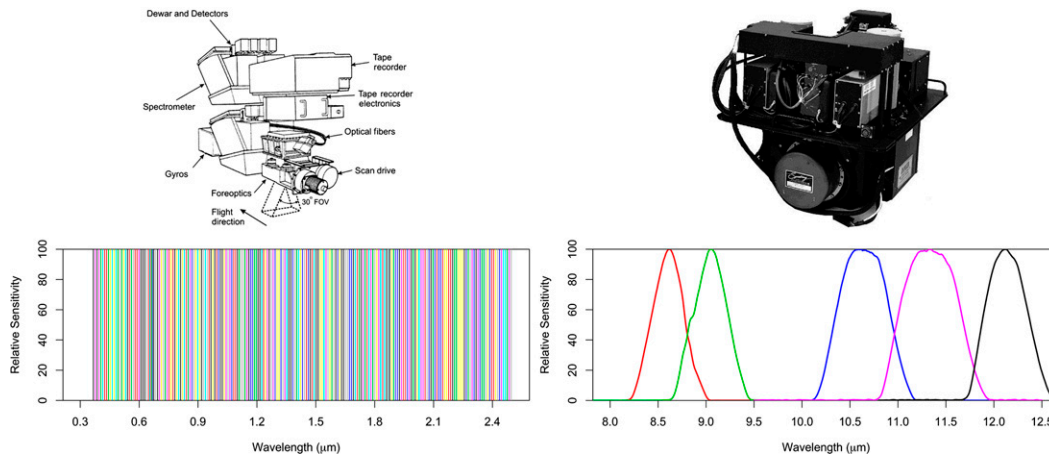 Dewar and Detectors
Tape
recorder
Spectrometer
Tape recorder
electronics
Optical fibers
Gyros
Scan drive
Foreoptics
30° FOV
Flight
direction
Relative Sensitivity
100
80
60
40
20
0
0.3 0.6 0.9 1.2 1.5 1.8 2.1 2.4
Wavelength (μm)
Relative Sensitivity
100
80
60
40
20
0
8.0 8.5 9.0 9.5 10.0 10.5 11.0 11.5 12.0 12.5
Wavelength (μm)